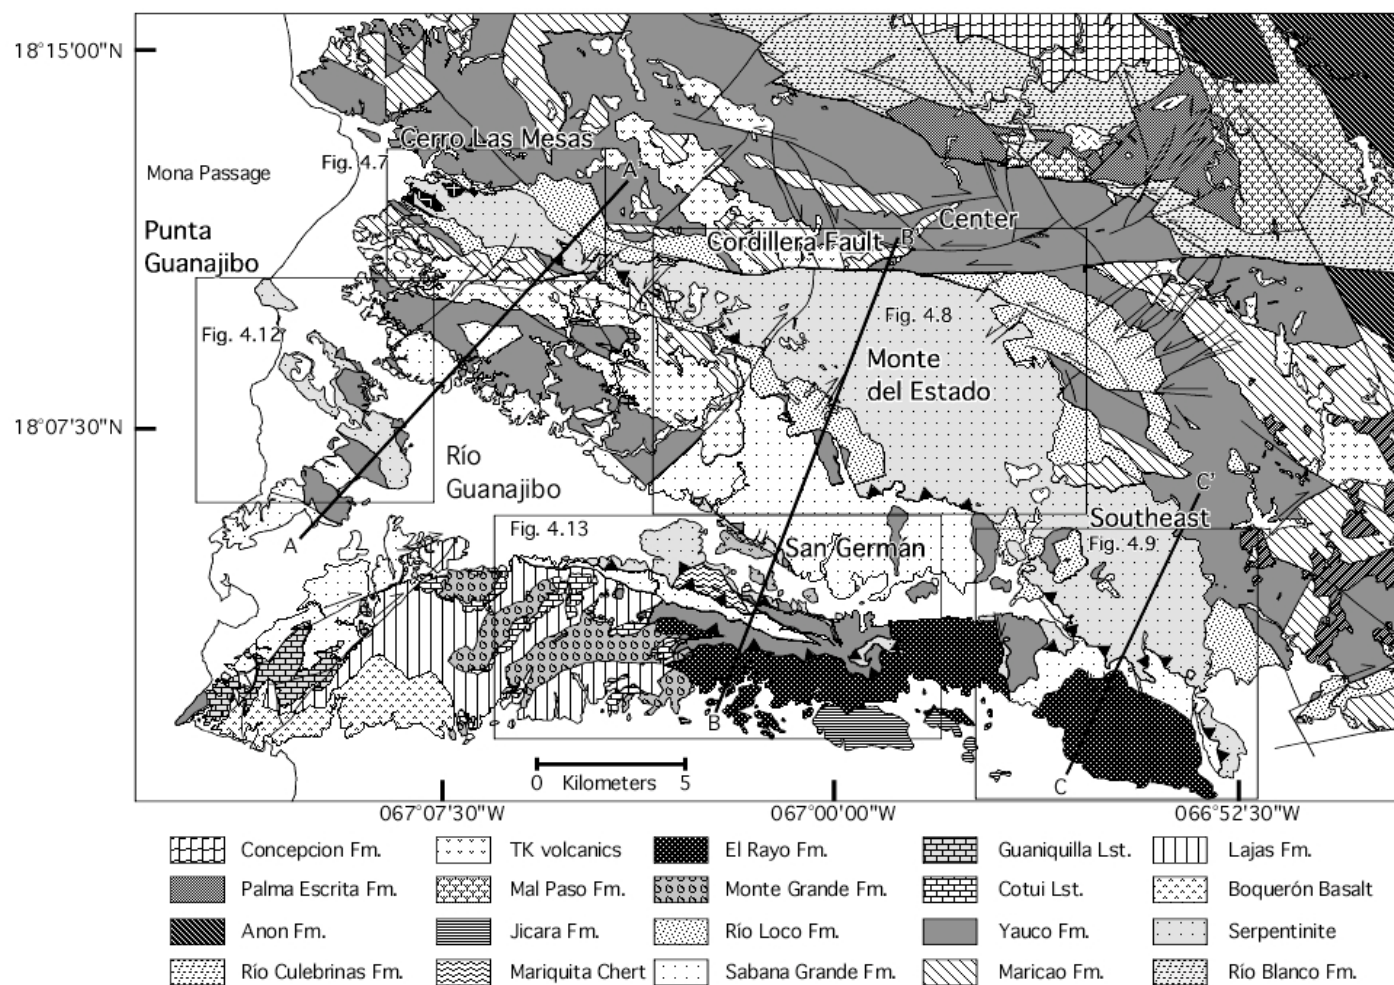 18°15'00"N
Cerro Las Mesas
Fig. 4.7
A'
Mona Passage
Punta
Guanajibo
Center
Cordillera Fault
B'
Fig. 4.8
Fig. 4.12
Monte
del Estado
18°07'30"N
Río
Guanajibo
C'
Southeast
Fig. 4.13
A
San German
Fig. 4.9
B
0 Kilometers 5
C
067°07'30"W
067°00'00"W
066°52'30"W
Concepcion Fm.
TK volcanics
El Rayo Fm.
Guaniquilla Lst.
Lajas Fm.
Palma Escrita Fm.
Mal Paso Fm.
Monte Grande Fm.
Cotui Lst.
Boquerón Basalt
Anon Fm.
Jicara Fm.
Río Loco Fm.
Yauco Fm.
Serpentinite
Río Culebrinas Fm.
Mariquita Chert
Sabana Grande Fm.
Maricao Fm.
Río Blanco Fm.